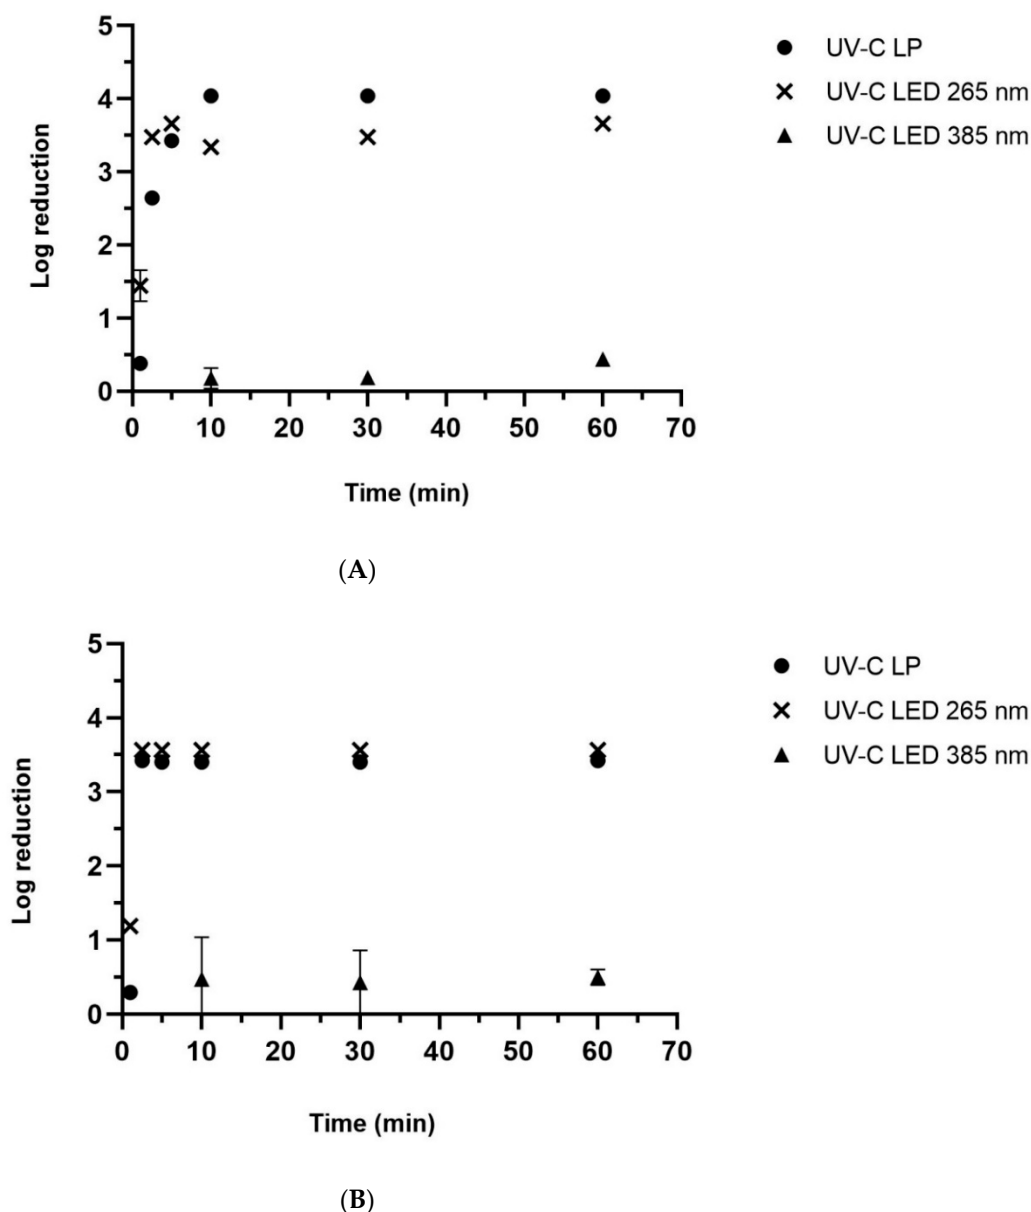 5
4
3
2
1
0
Log reduction
0 10 20 30 40 50 60 70
Time (min)
UV-C LP
UV-C LED 265 nm
UV-C LED 385 nm
(A)
5
4
3
2
1
0
Log reduction
0 10 20 30 40 50 60 70
Time (min)
UV-C LP
UV-C LED 265 nm
UV-C LED 385 nm
(B)